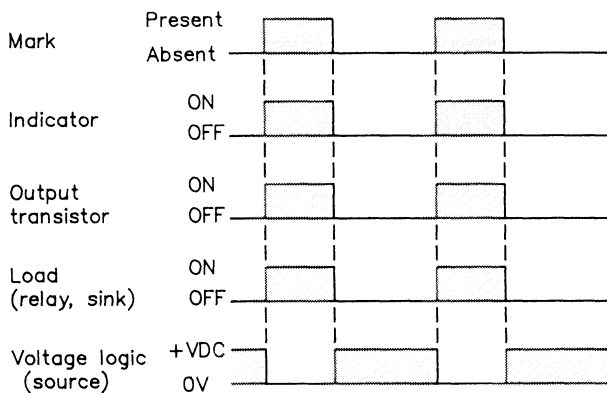 Mark
Present
Absent
Indicator
ON
OFF
Output
transistor
ON
OFF
Load
(relay, sink)
ON
OFF
Voltage logic
(source)
+VDC
0V